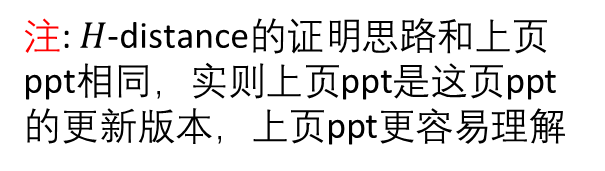 注: H-distance的证明思路和上页
ppt相同，实则上页ppt是这页ppt
的更新版本，上页ppt更容易理解